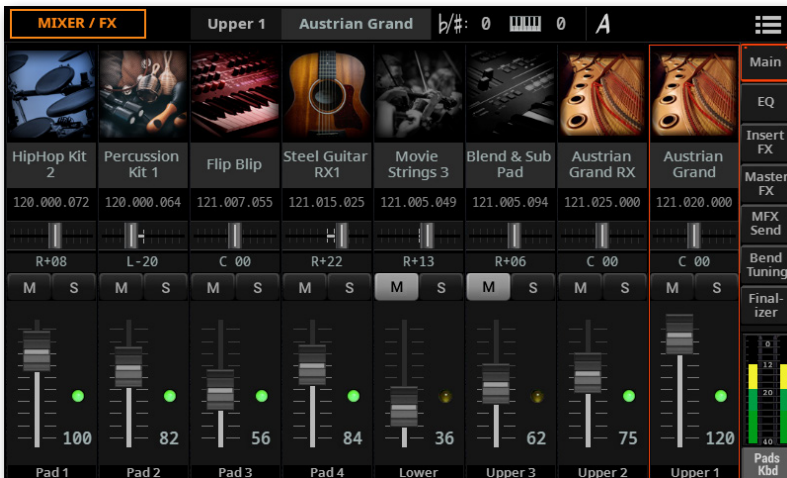 MIXER / FX
Upper 1
Austrian Grand
♭/♯: 0
0
A
HipHop Kit
2
Percussion
Kit 1
Flip Blip
Steel Guitar
RX1
Movie
Strings 3
Blend & Sub
Pad
Austrian
Grand RX
Austrian
Grand
120.000.072
120.000.064
121.007.055
121.015.025
121.005.049
121.005.094
121.025.000
121.020.000
R+08
L-20
C 00
R+22
R+13
R+06
C 00
C 00
M S
M S
M S
M S
M S
M S
M S
M S
100
82
56
84
36
62
75
120
Pad 1
Pad 2
Pad 3
Pad 4
Lower
Upper 3
Upper 2
Upper 1
Main
EQ
Insert
FX
Master
FX
MFX
Send
Bend
Tuning
Final-
izer
0
12
20
40
Pads
Kbd